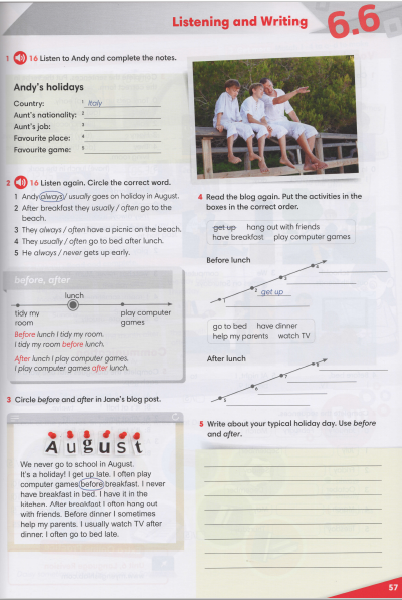 Listening and Writing 6.6
1 16 Listen to Andy and complete the notes.
Andy's holidays
Country: 1 Italy
Aunt's nationality: 2
Aunt's job: 3
Favourite place: 4
Favourite game: 5
2 16 Listen again. Circle the correct word.
1 Andy always / usually goes on holiday in August.
2 After breakfast they usually / often go to the
beach.
3 They always / often have a picnic on the beach.
4 They usually / often go to bed after lunch.
5 He always / never gets up early.
before, after
lunch
tidy my
room
play computer
games
Before lunch I tidy my room.
I tidy my room before lunch.
After lunch I play computer games.
I play computer games after lunch.
3 Circle before and after in Jane's blog post.
August
We never go to school in August.
It's a holiday! I get up late. I often play
computer games before breakfast. I never
have breakfast in bed. I have it in the
kitchen. After breakfast I often hang out
with friends. Before dinner I sometimes
help my parents. I usually watch TV after
dinner. I often go to bed late.
4 Read the blog again. Put the activities in the
boxes in the correct order.
get up hang out with friends
have breakfast play computer games
Before lunch
1
2 get up
3
4
go to bed have dinner
help my parents watch TV
After lunch
5
6
7
8
5 Write about your typical holiday day. Use before
and after.
57